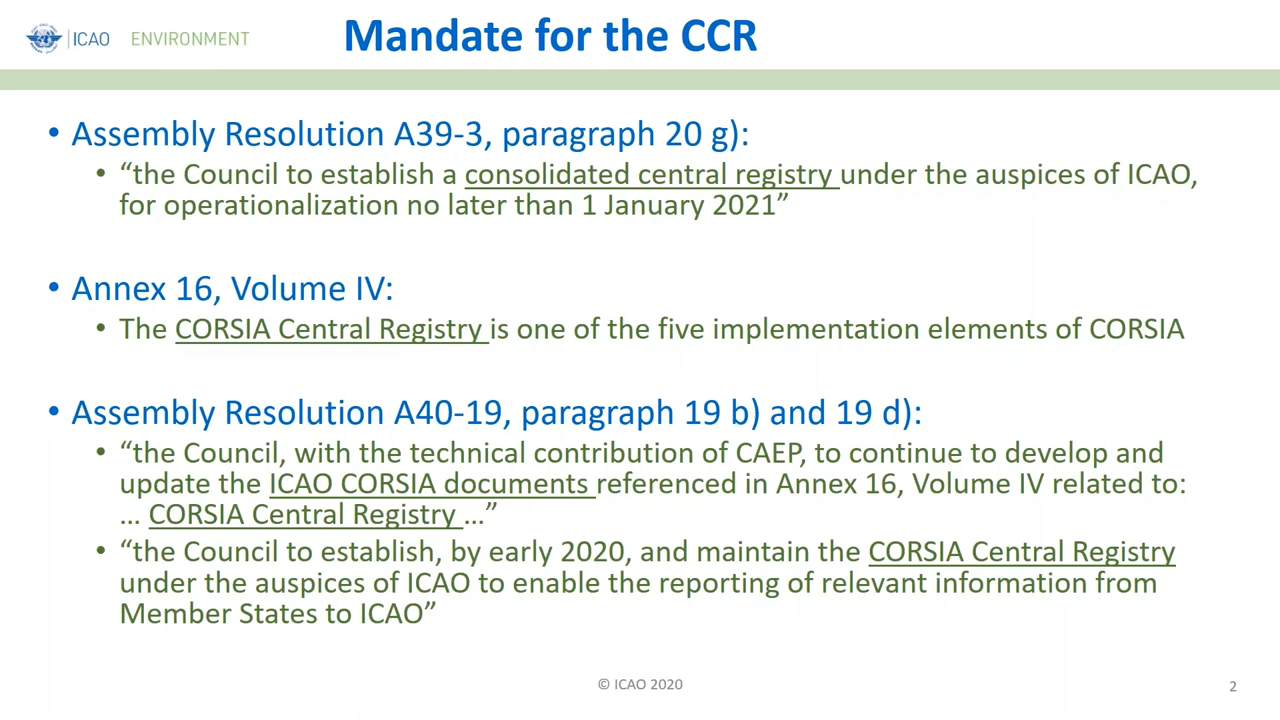 ICAO ENVIRONMENT
Mandate for the CCR
• Assembly Resolution A39-3, paragraph 20 g):
• “the Council to establish a consolidated central registry under the auspices of ICAO,
for operationalization no later than 1 January 2021”
• Annex 16, Volume IV:
• The CORSIA Central Registry is one of the five implementation elements of CORSIA
• Assembly Resolution A40-19, paragraph 19 b) and 19 d):
• “the Council, with the technical contribution of CAEP, to continue to develop and
update the ICAO CORSIA documents referenced in Annex 16, Volume IV related to:
… CORSIA Central Registry …”
• “the Council to establish, by early 2020, and maintain the CORSIA Central Registry
under the auspices of ICAO to enable the reporting of relevant information from
Member States to ICAO”
© ICAO 2020
2